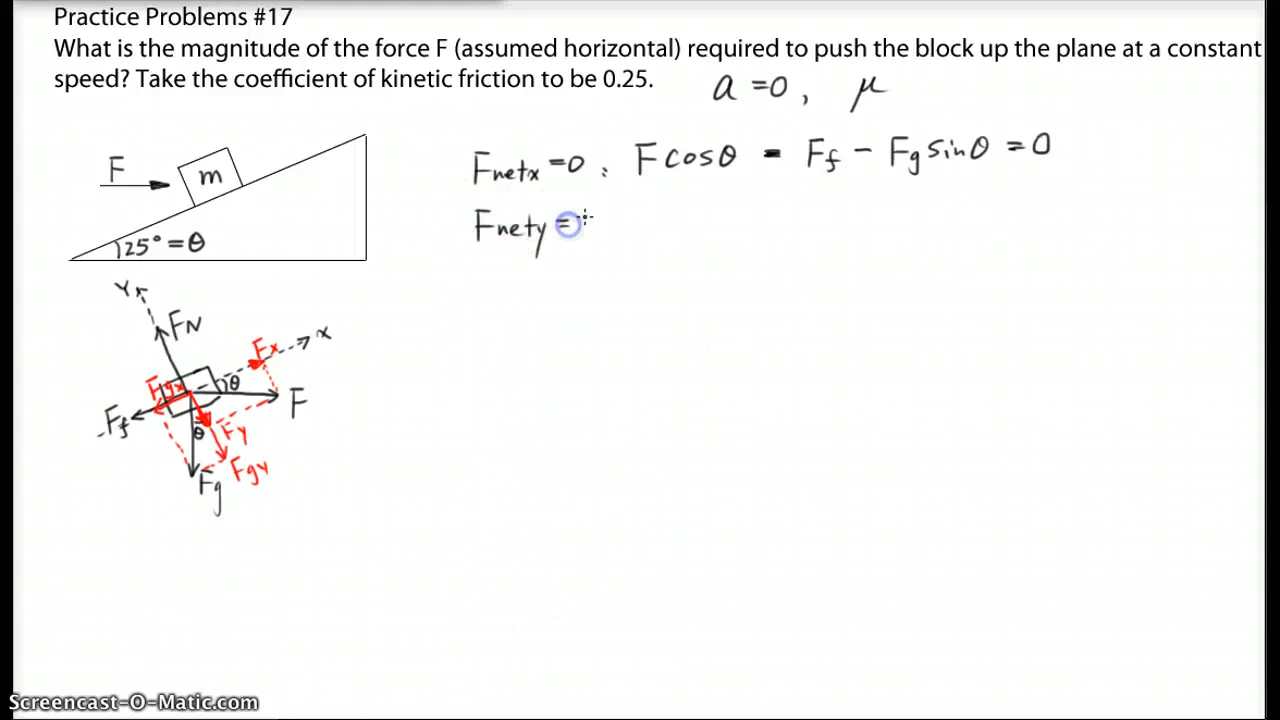 Practice Problems #17
What is the magnitude of the force F (assumed horizontal) required to push the block up the plane at a constant
speed? Take the coefficient of kinetic friction to be 0.25.
a = 0, μ
F
m
25° = θ
Fnetx = 0 : F cosθ - Ff - Fg sinθ = 0
Fnety =
Y
FN
Fx
x
Fgx
θ
F
Ff
θ
Fy
Fgy
Fg
Screencast-O-Matic.com